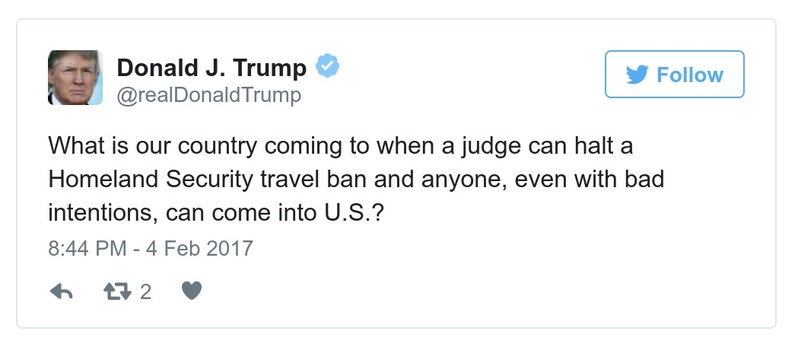 Donald J. Trump
@realDonaldTrump
Follow
What is our country coming to when a judge can halt a
Homeland Security travel ban and anyone, even with bad
intentions, can come into U.S.?
8:44 PM - 4 Feb 2017
2